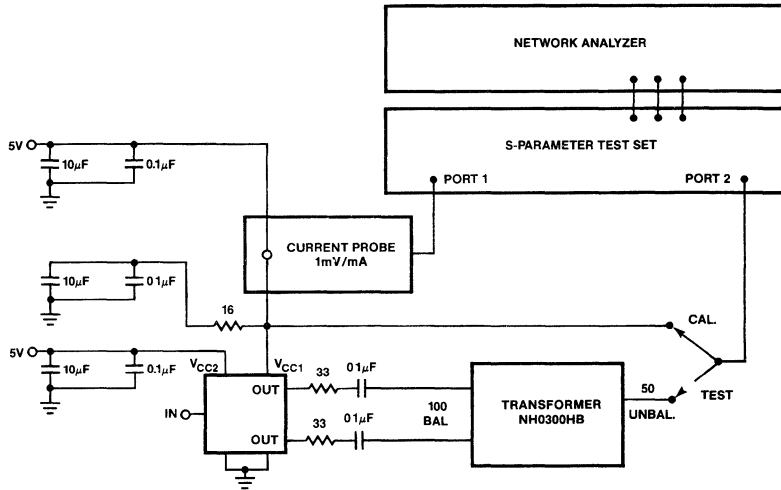 NETWORK ANALYZER
S-PARAMETER TEST SET
PORT 1
PORT 2
5V
10μF
0.1μF
CURRENT PROBE
1mV/mA
10μF
0 1μF
16
CAL.
5V
10μF
0.1μF
VCC2
VCC1
33
0 1μF
OUT
IN
OUT
33
0 1μF
100
BAL
TRANSFORMER
NH0300HB
50
UNBAL.
TEST